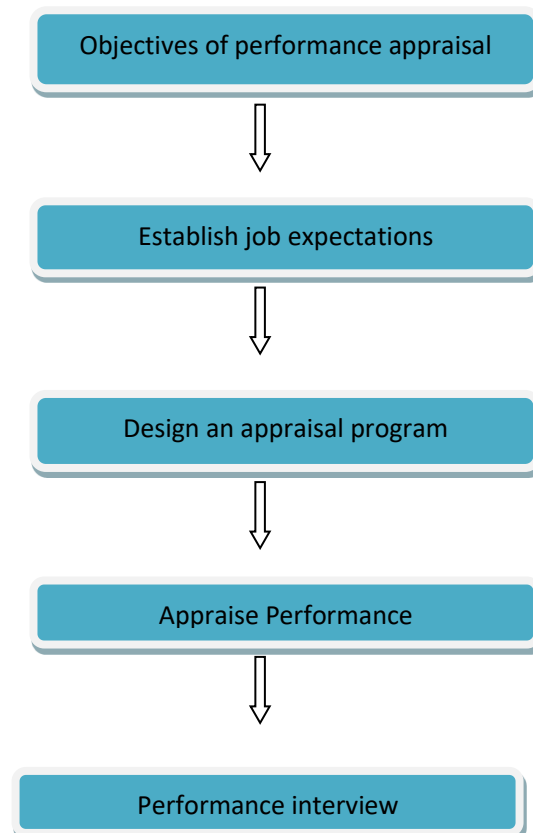 Objectives of performance appraisal
Establish job expectations
Design an appraisal program
Appraise Performance
Performance interview